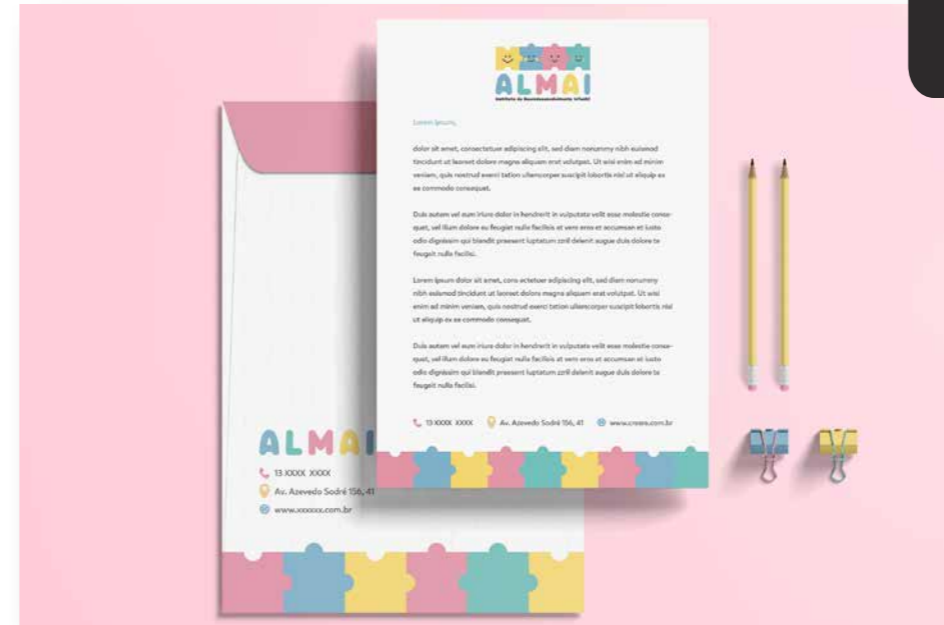 ALMAI
Instituto de Neurodesenvolvimento Infantil
Lorem ipsum,
dolor sit amet, consectetuer adipiscing elit, sed diam nonummy nibh euismod
tincidunt ut laoreet dolore magna aliquam erat volutpat. Ut wisi enim ad minim
veniam, quis nostrud exerci tation ullamcorper suscipit lobortis nisl ut aliquip ex
ea commodo consequat.
Duis autem vel eum iriure dolor in hendrerit in vulputate velit esse molestie conse-
quat, vel illum dolore eu feugiat nulla facilisis at vero eros et accumsan et iusto
odio dignissim qui blandit praesent luptatum zzril delenit augue duis dolore te
feugait nulla facilisi.
Lorem ipsum dolor sit amet, cons ectetuer adipiscing elit, sed diam nonummy
nibh euismod tincidunt ut laoreet dolore magna aliquam erat volutpat. Ut wisi
enim ad minim veniam, quis nostrud exerci tation ullamcorper suscipit lobortis nisl
ut aliquip ex ea commodo consequat.
Duis autem vel eum iriure dolor in hendrerit in vulputate velit esse molestie conse-
quat, vel illum dolore eu feugiat nulla facilisis at vero eros et accumsan et iusto
odio dignissim qui blandit praesent luptatum zzril delenit augue duis dolore te
feugait nulla facilisi.
13 XXXX XXXX Av. Azevedo Sodré 156, 41 www.creare.com.br
ALMAI
13 XXXX XXXX
Av. Azevedo Sodré 156, 41
www.xxxxxx.com.br